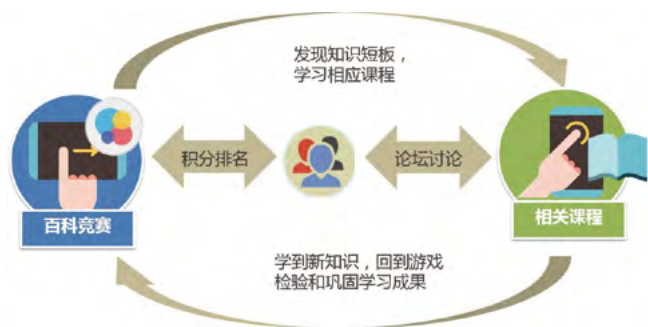 发现知识短板，
学习相应课程
积分排名
论坛讨论
百科竞赛
相关课程
学到新知识，回到游戏
检验和巩固学习成果